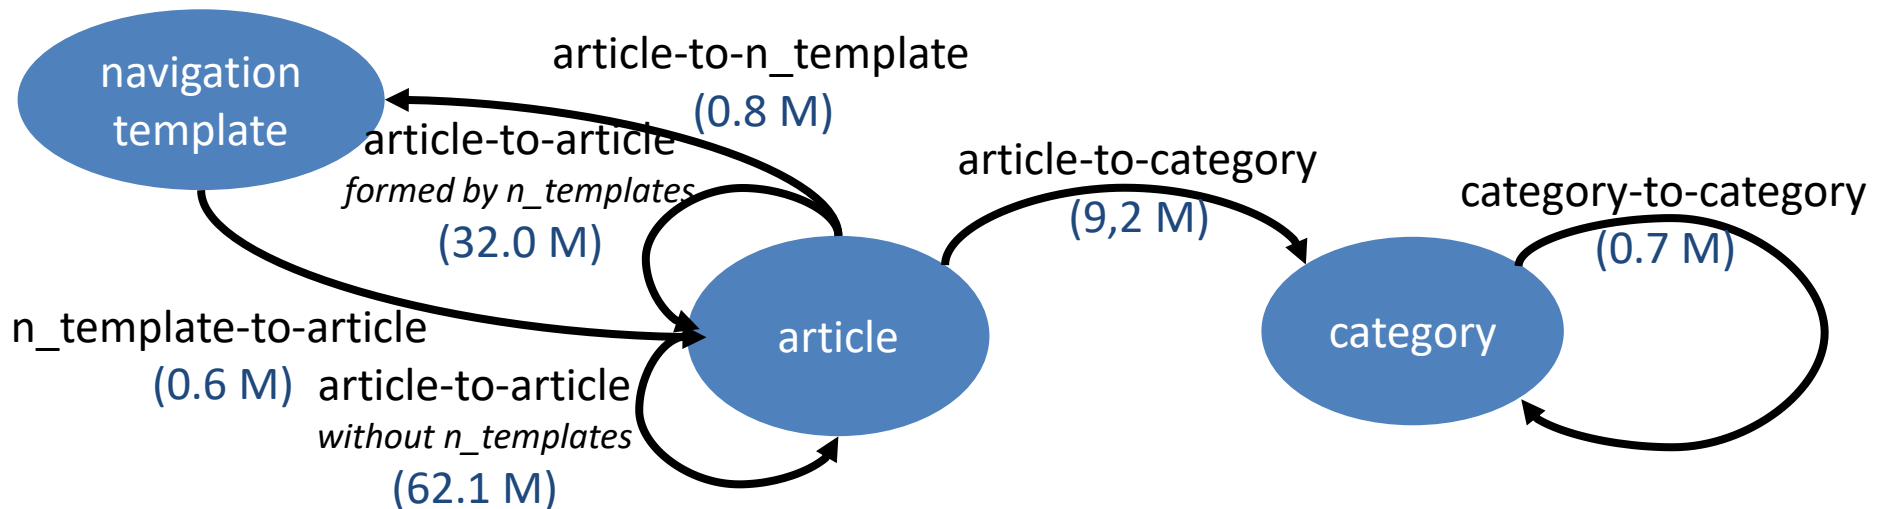 navigation
template
article-to-n_template
(0.8 M)
article-to-article
formed by n_templates
(32.0 M)
n_template-to-article
(0.6 M)
article-to-article
without n_templates
(62.1 M)
article
article-to-category
(9,2 M)
category
category-to-category
(0.7 M)